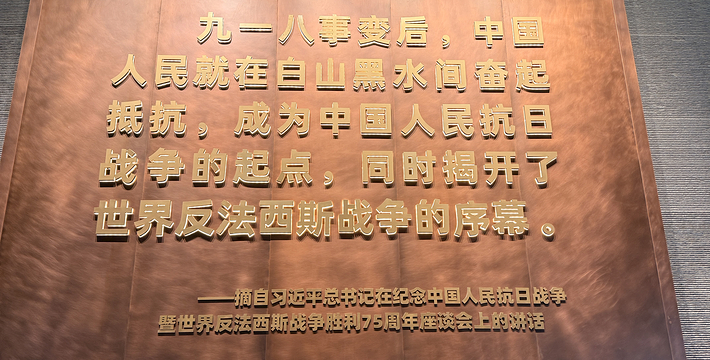 九一八事变后，中国
人民就在白山黑水间奋起
抵抗，成为中国人民抗日
战争的起点，同时揭开了
世界反法西斯战争的序幕。
——摘自习近平总书记在纪念中国人民抗日战争
暨世界反法西斯战争胜利75周年座谈会上的讲话